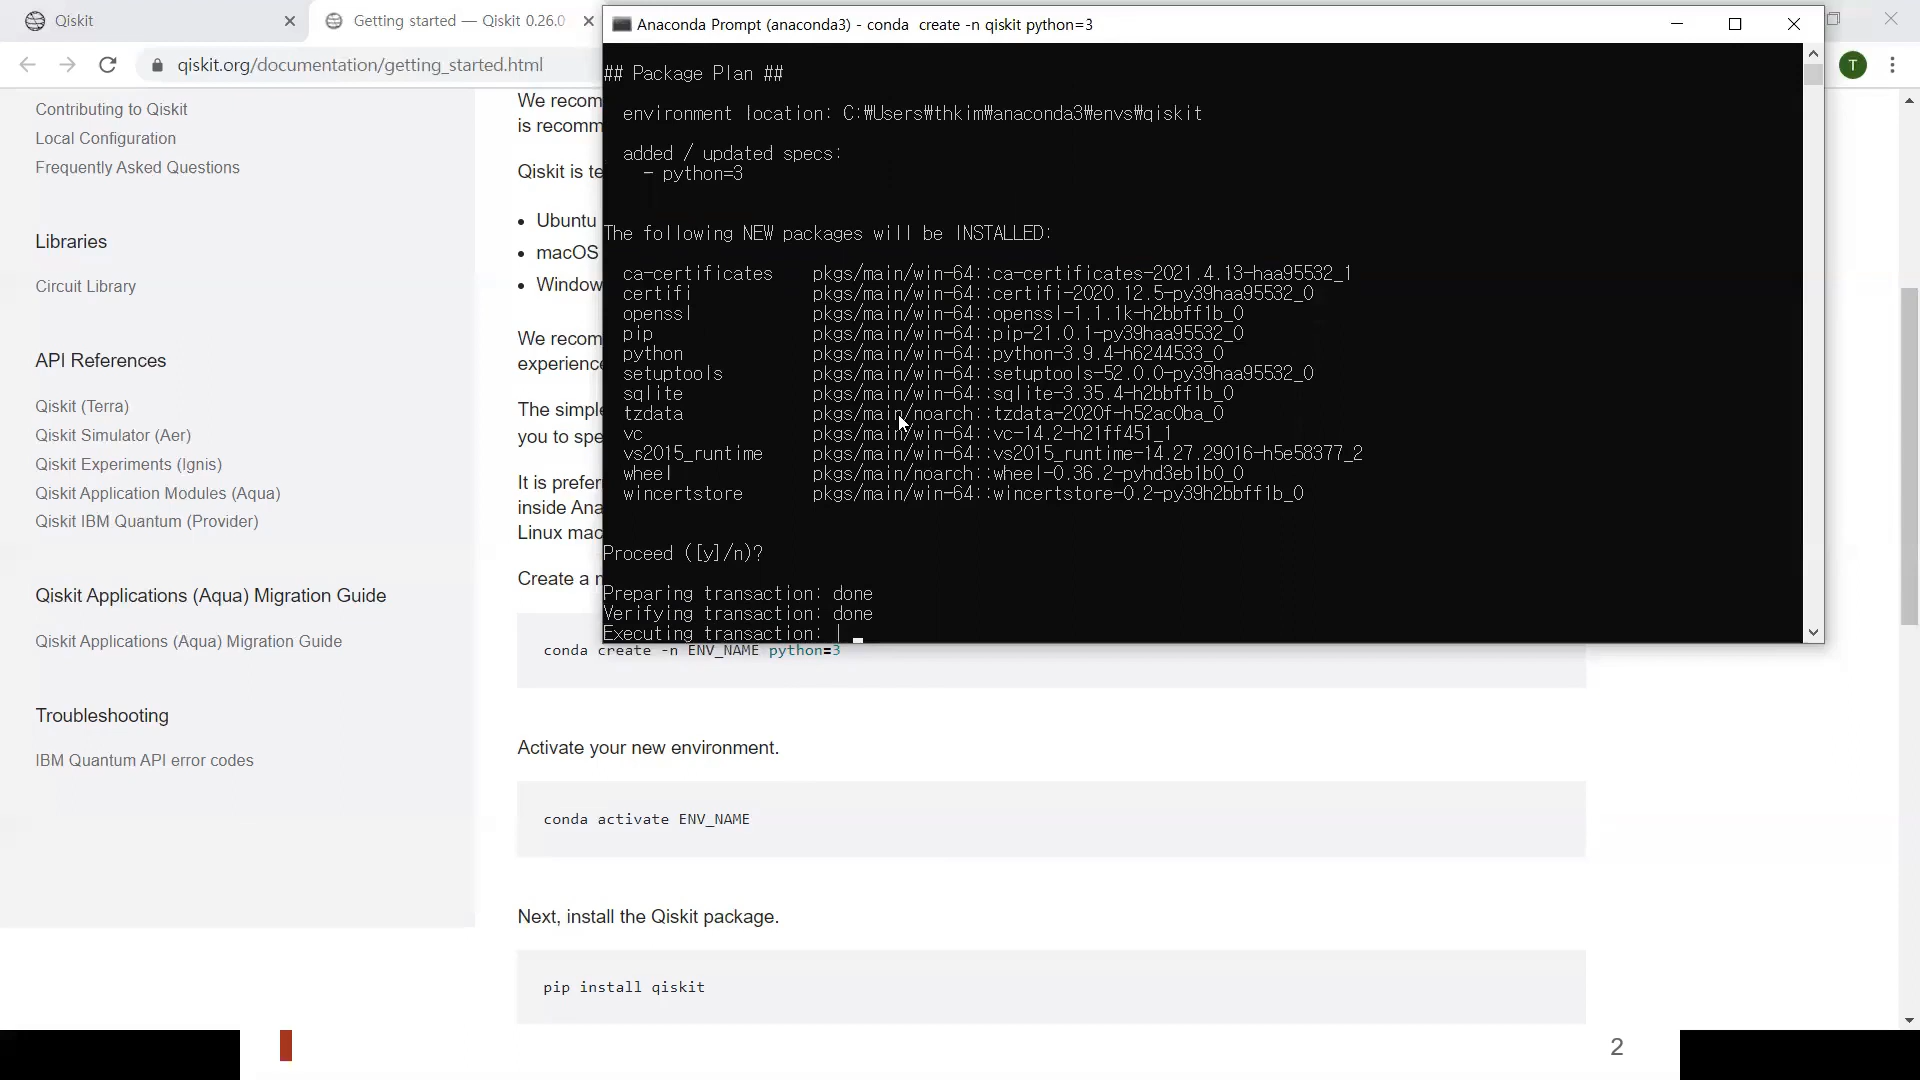 Qiskit
Getting started — Qiskit 0.26.0
Anaconda Prompt (anaconda3) - conda  create -n qiskit python=3
qiskit.org/documentation/getting_started.html
T
Contributing to Qiskit
Local Configuration
Frequently Asked Questions
Libraries
Circuit Library
API References
Qiskit (Terra)
Qiskit Simulator (Aer)
Qiskit Experiments (Ignis)
Qiskit Application Modules (Aqua)
Qiskit IBM Quantum (Provider)
Qiskit Applications (Aqua) Migration Guide
Qiskit Applications (Aqua) Migration Guide
Troubleshooting
IBM Quantum API error codes
We recom
is recomm
Qiskit is te
• Ubuntu
• macOS
• Window
We recom
experience
The simple
you to spe
It is prefer
inside Ana
Linux mac
Create a n
## Package Plan ##
environment location: C:₩Users₩thkim₩anaconda3₩envs₩qiskit
added / updated specs:
- python=3
The following NEW packages will be INSTALLED:
ca-certificates pkgs/main/win-64::ca-certificates-2021.4.13-haa95532_1
certifi pkgs/main/win-64::certifi-2020.12.5-py39haa95532_0
openssl pkgs/main/win-64::openssl-1.1.1k-h2bbff1b_0
pip pkgs/main/win-64::pip-21.0.1-py39haa95532_0
python pkgs/main/win-64::python-3.9.4-h6244533_0
setuptools pkgs/main/win-64::setuptools-52.0.0-py39haa95532_0
sqlite pkgs/main/win-64::sqlite-3.35.4-h2bbff1b_0
tzdata pkgs/main/noarch::tzdata-2020f-h52ac0ba_0
vc pkgs/main/win-64::vc-14.2-h21ff451_1
vs2015_runtime pkgs/main/win-64::vs2015_runtime-14.27.29016-h5e58377_2
wheel pkgs/main/noarch::wheel-0.36.2-pyhd3eb1b0_0
wincertstore pkgs/main/win-64::wincertstore-0.2-py39h2bbff1b_0
Proceed ([y]/n)?
Preparing transaction: done
Verifying transaction: done
Executing transaction: |
conda create -n ENV_NAME python=3
Activate your new environment.
conda activate ENV_NAME
Next, install the Qiskit package.
pip install qiskit
2